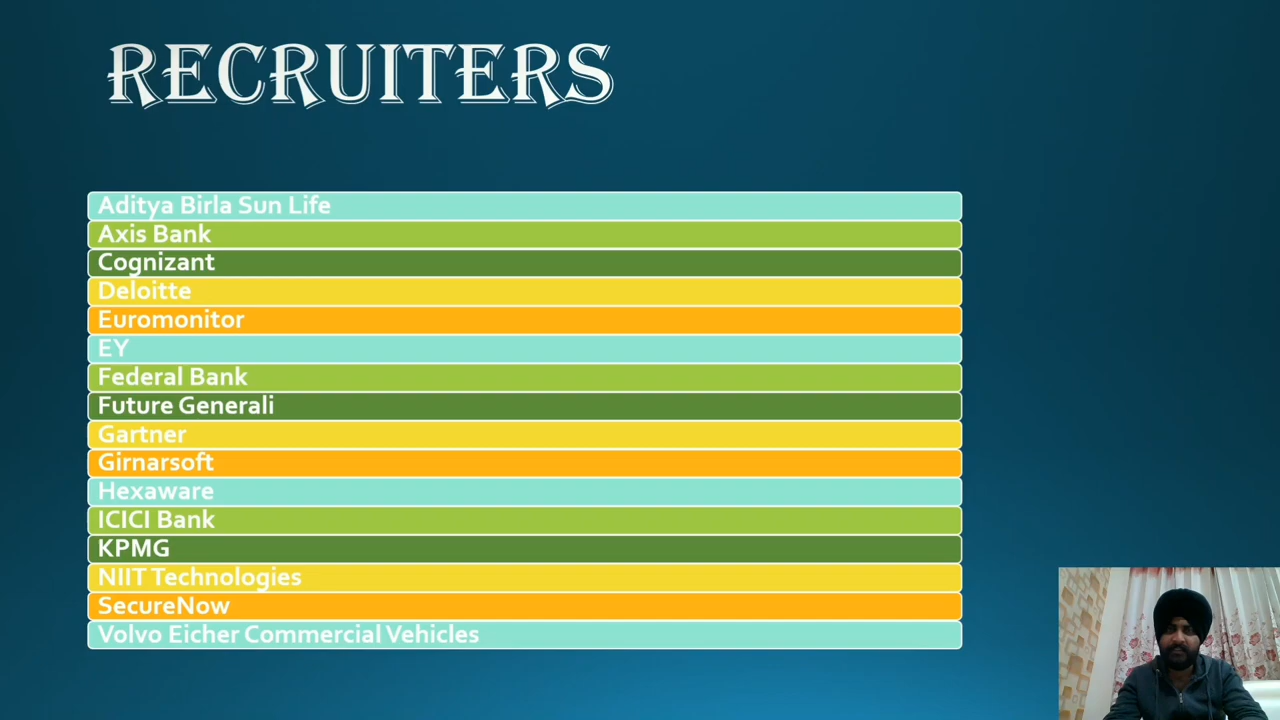 RECRUITERS
Aditya Birla Sun Life
Axis Bank
Cognizant
Deloitte
Euromonitor
EY
Federal Bank
Future Generali
Gartner
Girnarsoft
Hexaware
ICICI Bank
KPMG
NIIT Technologies
SecureNow
Volvo Eicher Commercial Vehicles